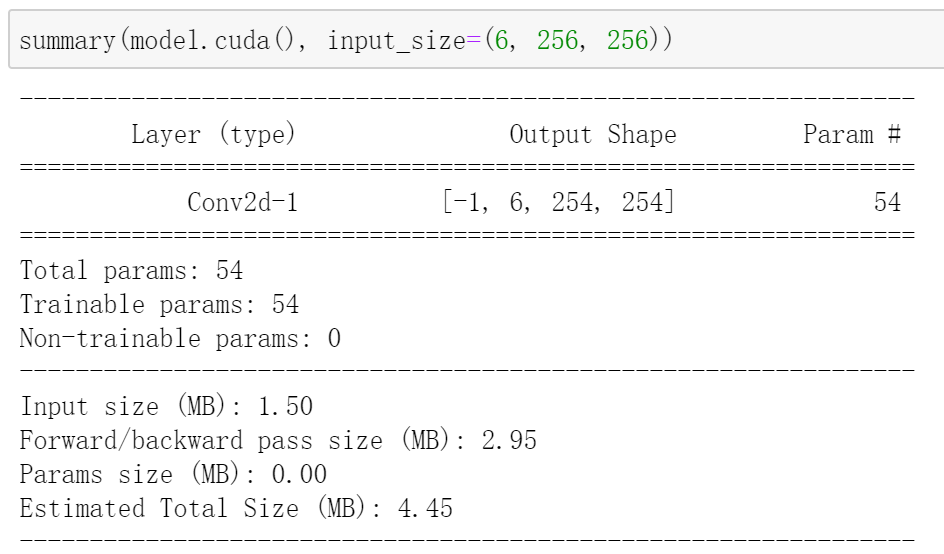 summary(model.cuda(), input_size=(6, 256, 256))
----------------------------------------------------------------
Layer (type) Output Shape Param #
================================================================
Conv2d-1 [-1, 6, 254, 254] 54
================================================================
Total params: 54
Trainable params: 54
Non-trainable params: 0
----------------------------------------------------------------
Input size (MB): 1.50
Forward/backward pass size (MB): 2.95
Params size (MB): 0.00
Estimated Total Size (MB): 4.45
----------------------------------------------------------------